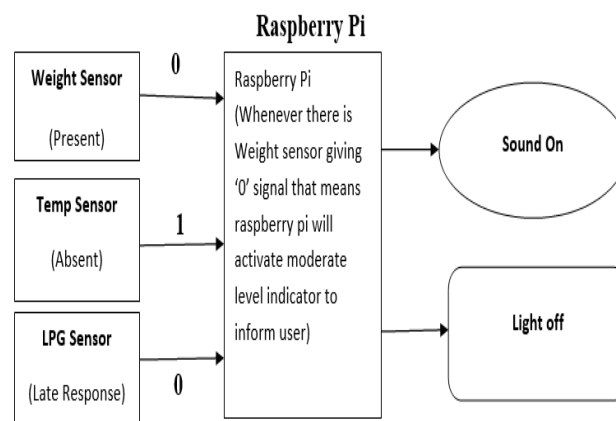 Raspberry Pi
Weight Sensor
(Present)
0
Temp Sensor
(Absent)
1
LPG Sensor
(Late Response)
0
Raspberry Pi
(Whenever there is
Weight sensor giving
‘0’ signal that means
raspberry pi will
activate moderate
level indicator to
inform user)
Sound On
Light off